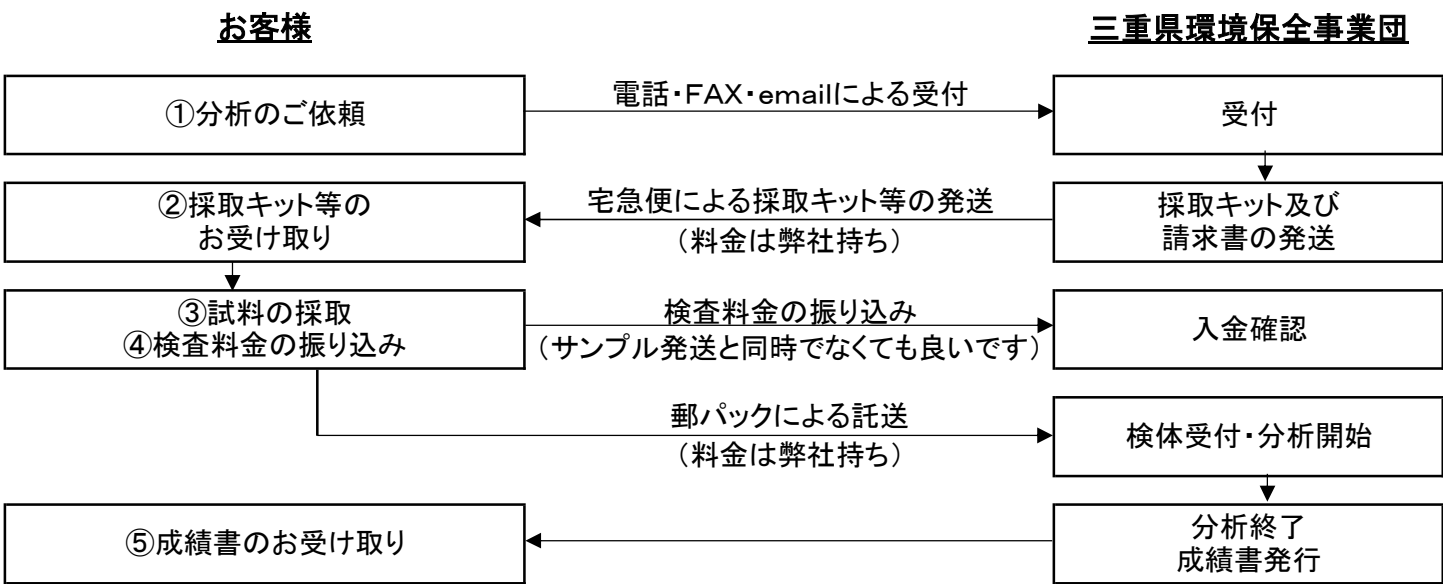 お客様
三重県環境保全事業団
①分析のご依頼
電話・FAX・emailによる受付
受付
②採取キット等の
お受け取り
宅急便による採取キット等の発送
（料金は弊社持ち）
採取キット及び
請求書の発送
③試料の採取
④検査料金の振り込み
検査料金の振り込み
（サンプル発送と同時でなくても良いです）
入金確認
郵パックによる託送
（料金は弊社持ち）
検体受付・分析開始
⑤成績書のお受け取り
分析終了
成績書発行